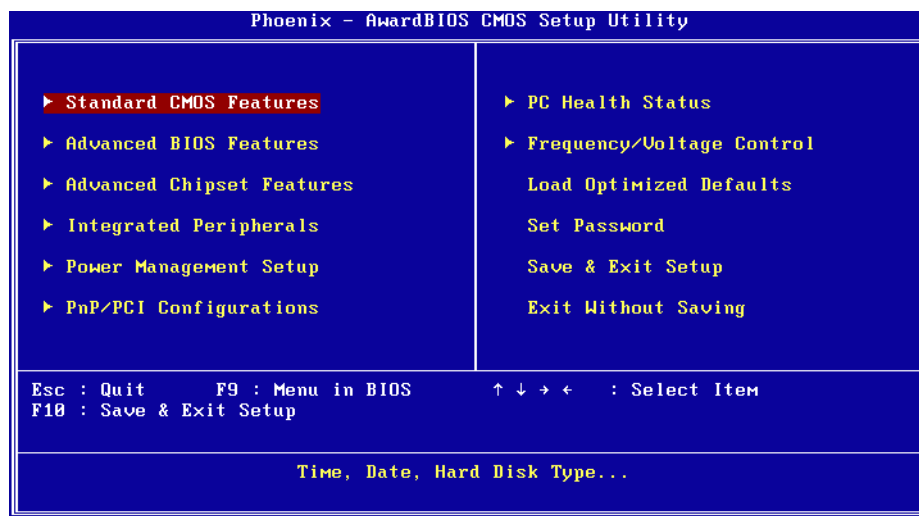 Phoenix - AwardBIOS CMOS Setup Utility
► Standard CMOS Features
► Advanced BIOS Features
► Advanced Chipset Features
► Integrated Peripherals
► Power Management Setup
► PnP/PCI Configurations
► PC Health Status
► Frequency/Voltage Control
Load Optimized Defaults
Set Password
Save & Exit Setup
Exit Without Saving
Esc : Quit F9 : Menu in BIOS ↑ ↓ → ← : Select Item
F10 : Save & Exit Setup
Time, Date, Hard Disk Type...